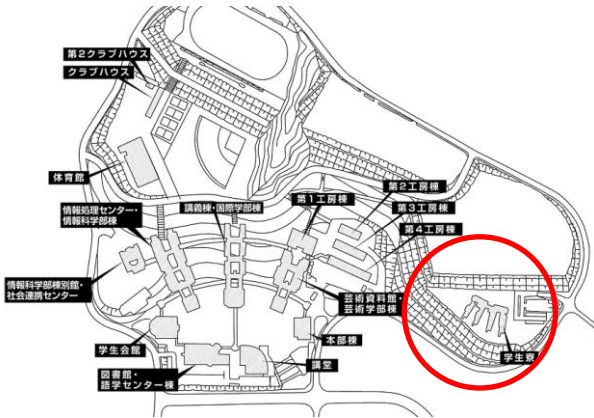 第2クラブハウス
クラブハウス
体育館
情報処理センター・
情報科学部棟
講義棟・国際学部棟
第1工房棟
第2工房棟
第3工房棟
第4工房棟
情報科学部棟別館・
社会連携センター
芸術資料館・
芸術学部棟
学生会館
本部棟
図書館・
語学センター棟
講堂
学生寮